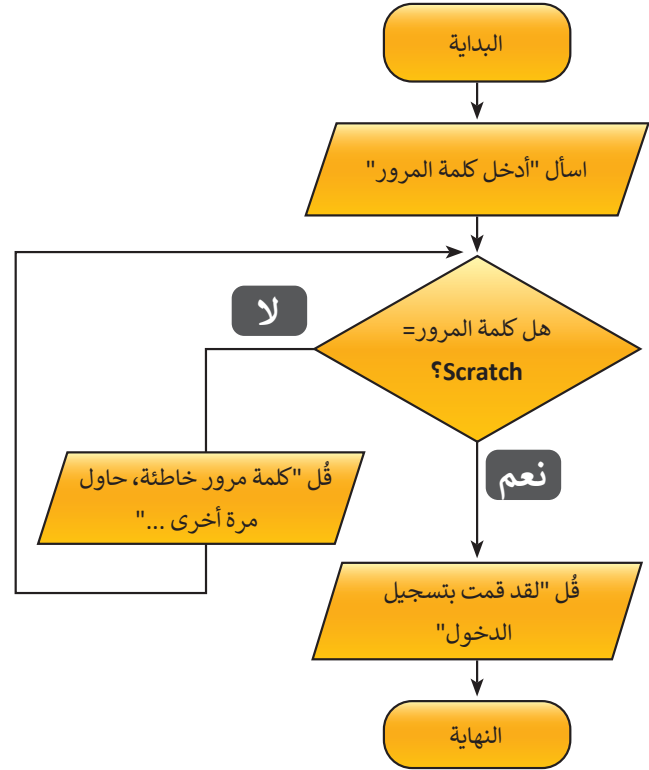 البداية
اسأل "أدخل كلمة المرور"
هل كلمة المرور=
Scratch؟
لا
نعم
قُل "كلمة مرور خاطئة، حاول
مرة أخرى ..."
قُل "لقد قمت بتسجيل
الدخول"
النهاية